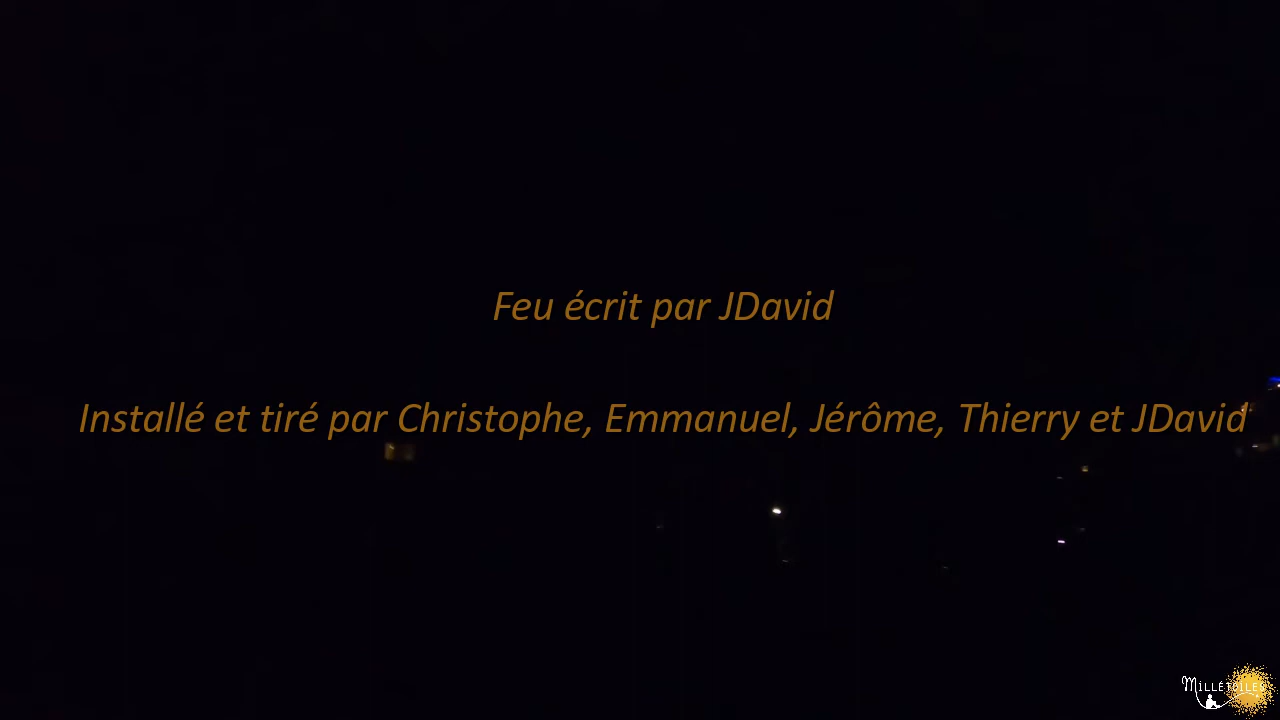 Feu écrit par JDavid
Installé et tiré par Christophe, Emmanuel, Jérôme, Thierry et JDavid
MILLÉTOILES